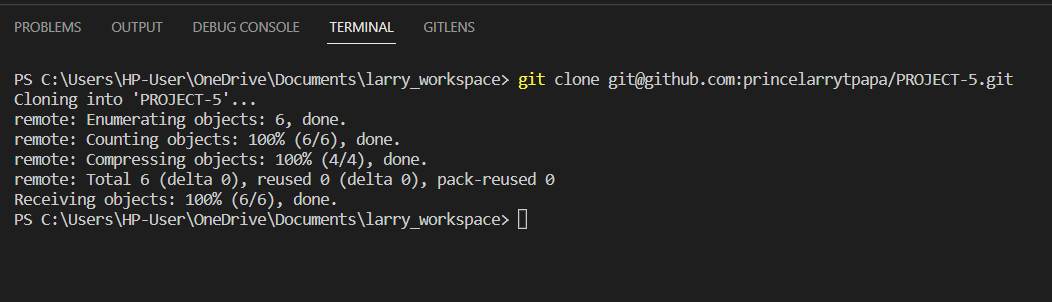 PROBLEMS OUTPUT DEBUG CONSOLE TERMINAL GITLENS
PS C:\Users\HP-User\OneDrive\Documents\larry_workspace> git clone git@github.com:princelarrytpapa/PROJECT-5.git
Cloning into 'PROJECT-5'...
remote: Enumerating objects: 6, done.
remote: Counting objects: 100% (6/6), done.
remote: Compressing objects: 100% (4/4), done.
remote: Total 6 (delta 0), reused 0 (delta 0), pack-reused 0
Receiving objects: 100% (6/6), done.
PS C:\Users\HP-User\OneDrive\Documents\larry_workspace>